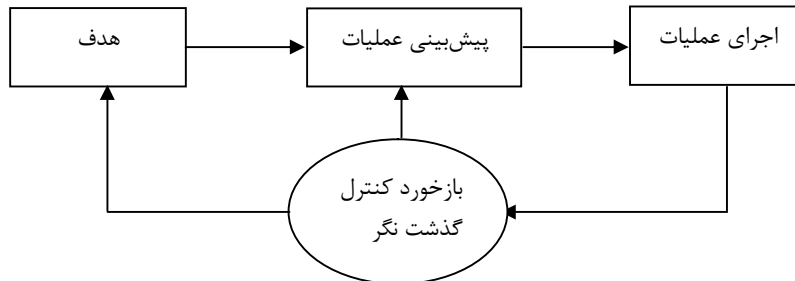 هدف
پیش‌بینی عملیات
اجرای عملیات
بازخورد کنترل
گذشت نگر